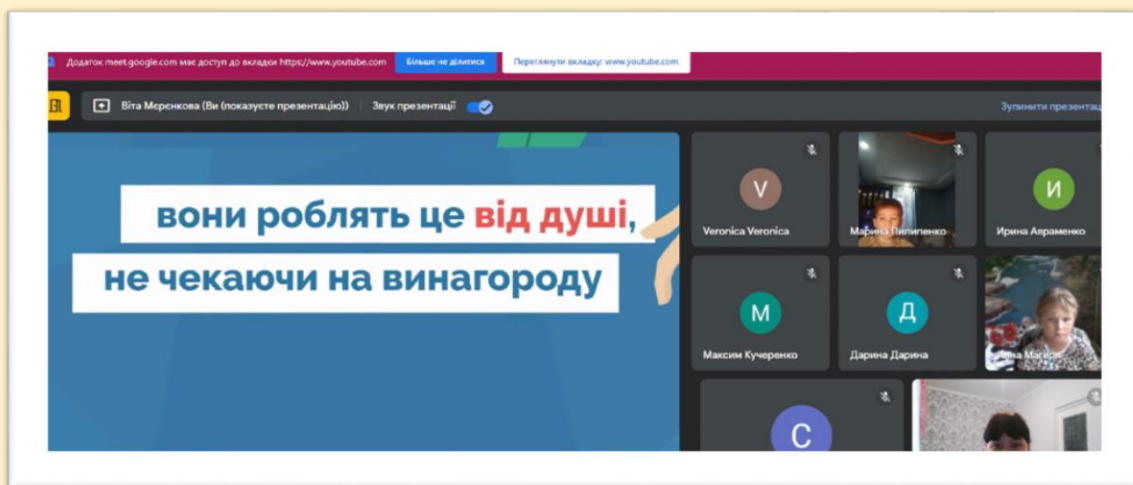 Додаток meet.google.com має доступ до вкладки https://www.youtube.com
Більше не ділитися
Переглянути вкладку: www.youtube.com
Віта Мерєнкова (Ви (показуєте презентацію))
Звук презентації
Зупинити презентац
вони роблять це від душі,
не чекаючи на винагороду
V
Veronica Veronica
Марина Пилипенко
И
Ирина Авраменко
М
Максим Кучеренко
Д
Дарина Дарина
С